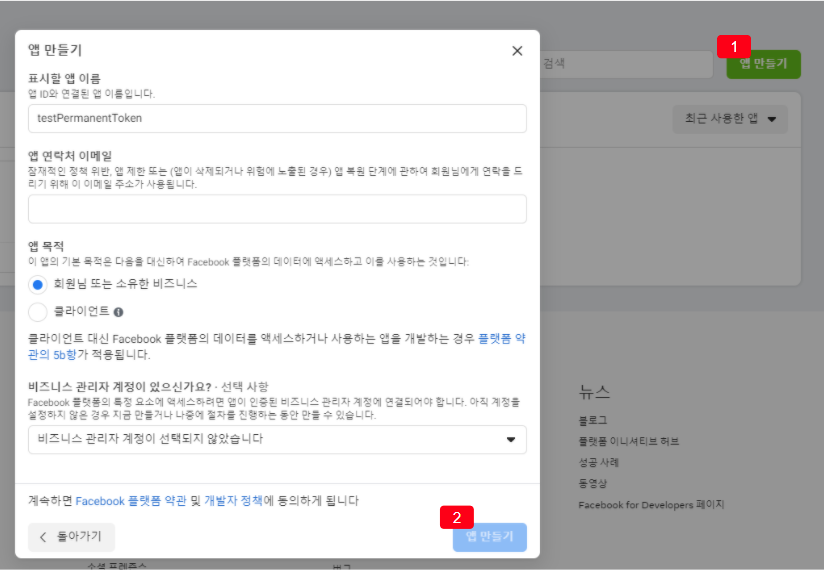 앱 만들기
1
검색
앱 만들기
최근 사용한 앱
표시할 앱 이름
앱 ID와 연결된 앱 이름입니다.
testPermanentToken
앱 연락처 이메일
잠재적인 정책 위반, 앱 제한 또는 (앱이 삭제되거나 위험에 노출된 경우) 앱 복원 단계에 관하여 회원님에게 연락을 드
리기 위해 이 이메일 주소가 사용됩니다.
앱 목적
이 앱의 기본 목적은 다음을 대신하여 Facebook 플랫폼의 데이터에 액세스하고 이를 사용하는 것입니다:
회원님 또는 소유한 비즈니스
클라이언트
클라이언트 대신 Facebook 플랫폼의 데이터를 액세스하거나 사용하는 앱을 개발하는 경우 플랫폼 약
관의 5b항가 적용됩니다.
비즈니스 관리자 계정이 있으신가요? · 선택 사항
Facebook 플랫폼의 특정 요소에 액세스하려면 앱이 인증된 비즈니스 관리자 계정에 연결되어야 합니다. 아직 계정을
설정하지 않은 경우 지금 만들거나 나중에 절차를 진행하는 동안 만들 수 있습니다.
비즈니스 관리자 계정이 선택되지 않았습니다
계속하면 Facebook 플랫폼 약관 및 개발자 정책에 동의하게 됩니다
2
돌아가기
앱 만들기
뉴스
블로그
플랫폼 이니셔티브 허브
성공 사례
동영상
Facebook for Developers 페이지